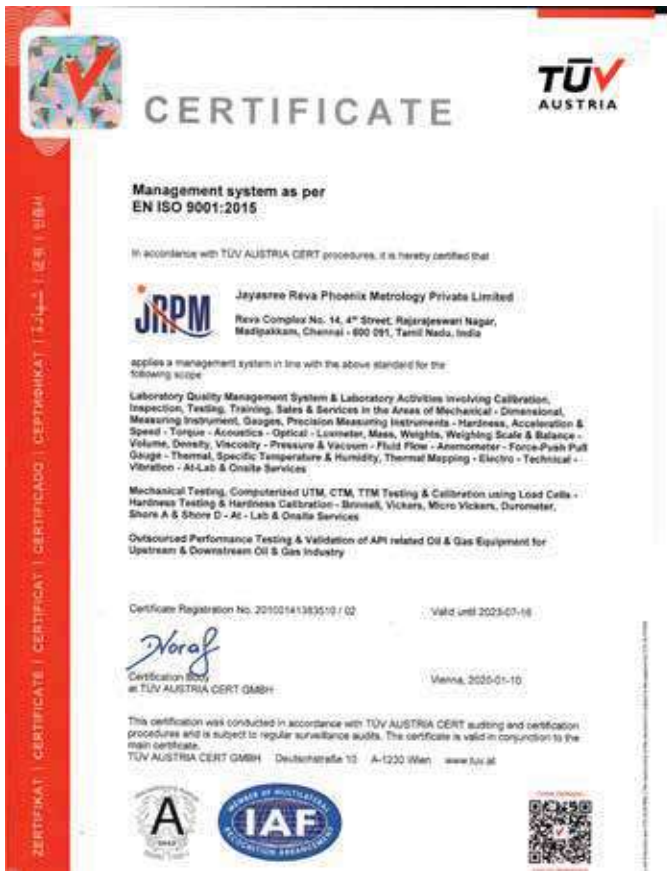 CERTIFICATE
TÜV
AUSTRIA
Management system as per
EN ISO 9001:2015
In accordance with TÜV AUSTRIA CERT procedures, it is hereby certified that
JRPM
Jayasree Reva Phoenix Metrology Private Limited
Reva Complex No. 14, 4th Street, Rajarajeswari Nagar,
Madipakkam, Chennai - 600 091, Tamil Nadu, India
applies a management system in line with the above standard for the
following scope
Laboratory Quality Management System & Laboratory Activities involving Calibration,
Inspection, Testing, Training, Sales & Services in the Areas of Mechanical - Dimensional,
Measuring Instrument, Gauges, Precision Measuring Instruments - Hardness, Acceleration &
Speed - Torque - Acoustics - Optical - Luxmeter, Mass, Weights, Weighing Scale & Balance -
Volume, Density, Viscosity - Pressure & Vacuum - Fluid Flow - Anemometer - Force-Push Pull
Gauge - Thermal, Specific Temperature & Humidity, Thermal Mapping - Electro - Technical -
Vibration - At-Lab & Onsite Services
Mechanical Testing, Computerized UTM, CTM, TTM Testing & Calibration using Load Cells -
Hardness Testing & Hardness Calibration - Brinnell, Vickers, Micro Vickers, Durometer,
Shore A & Shore D - At - Lab & Onsite Services
Outsourced Performance Testing & Validation of API related Oil & Gas Equipment for
Upstream & Downstream Oil & Gas Industry
Certificate Registration No. 20100141383510 / 02
Valid until 2023-07-16
Certification Body
at TÜV AUSTRIA CERT GMBH
Vienna, 2020-01-10
This certification was conducted in accordance with TÜV AUSTRIA CERT auditing and certification
procedures and is subject to regular surveillance audits. The certificate is valid in conjunction to the
main certificate.
TÜV AUSTRIA CERT GMBH Deutschstraße 10 A-1230 Wien www.tuv.at
A
MEMBER OF MULTILATERAL
IAF
RECOGNITION ARRANGEMENT
ZERTIFIKAT | CERTIFICATE | CERTIFICAT | CERTIFICADO | СЕРТИФИКАТ | شهادة | 证书 | 인증서